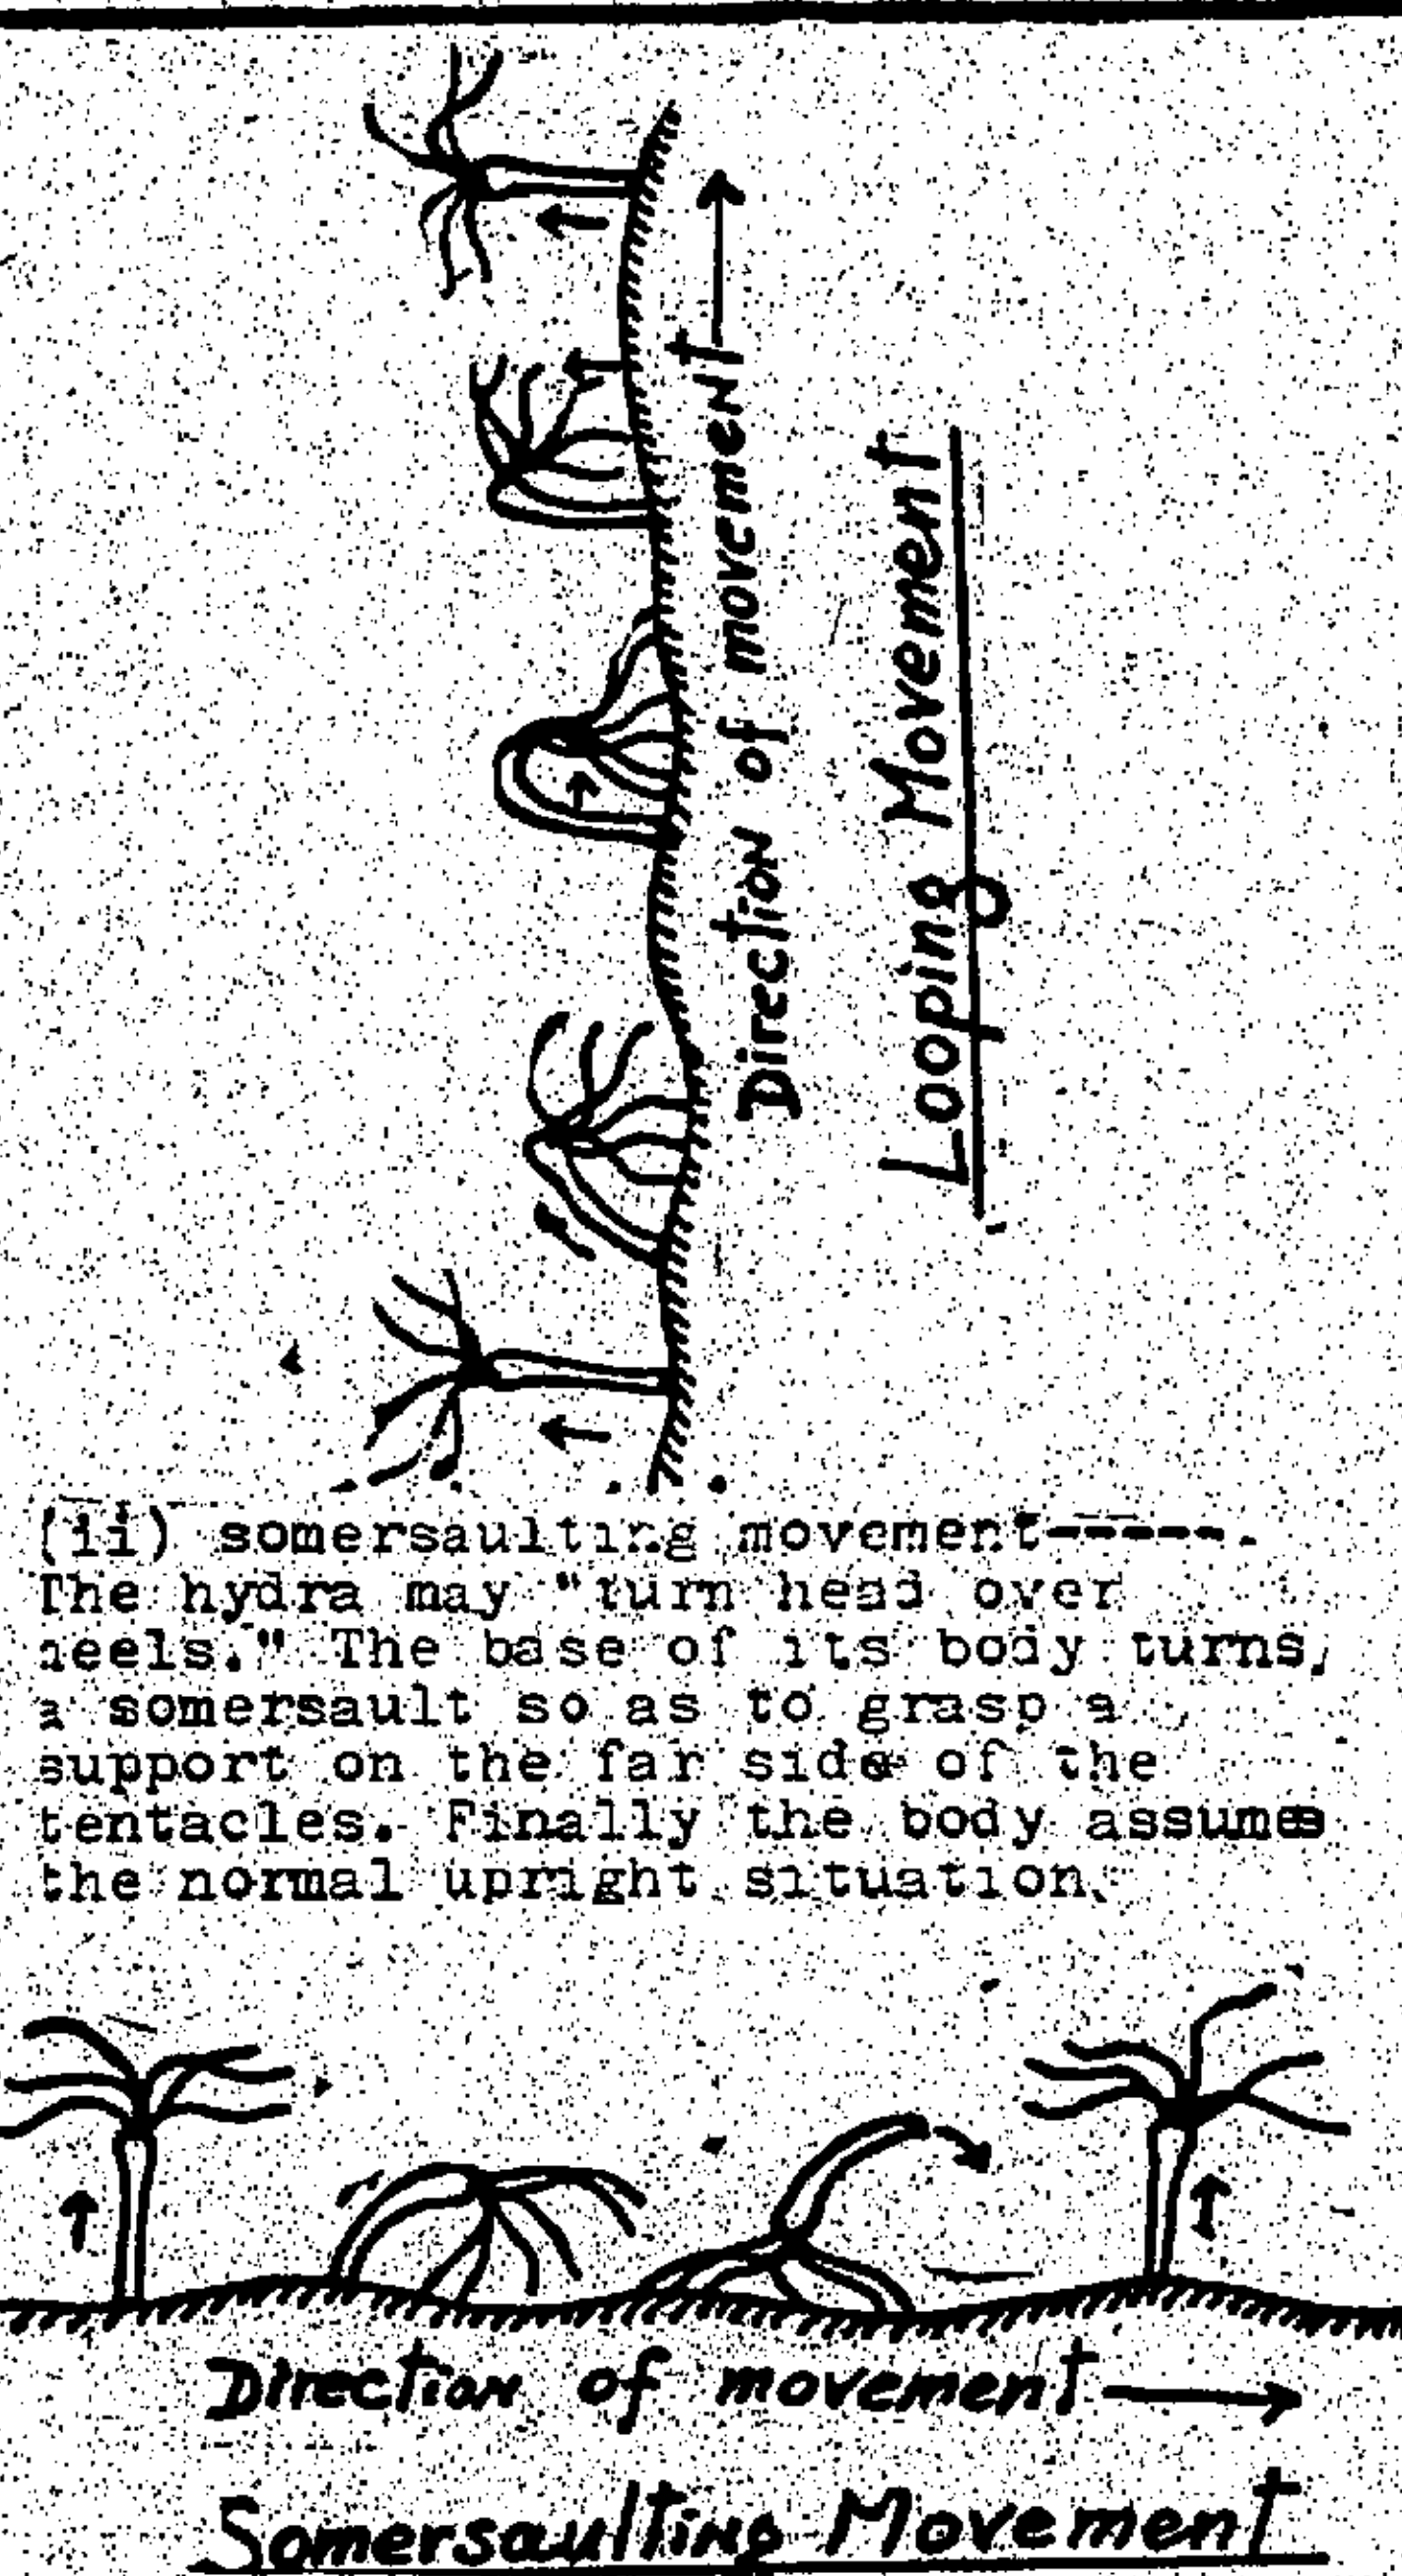 Direction of movement
Looping Movement
(ii) somersaulting movement-----.
The hydra may "turn head over
heels." The base of its body turns,
a somersault so as to grasp a
support on the far side of the
tentacles. Finally the body assumes
the normal upright situation.
Direction of movement
Somersaulting Movement